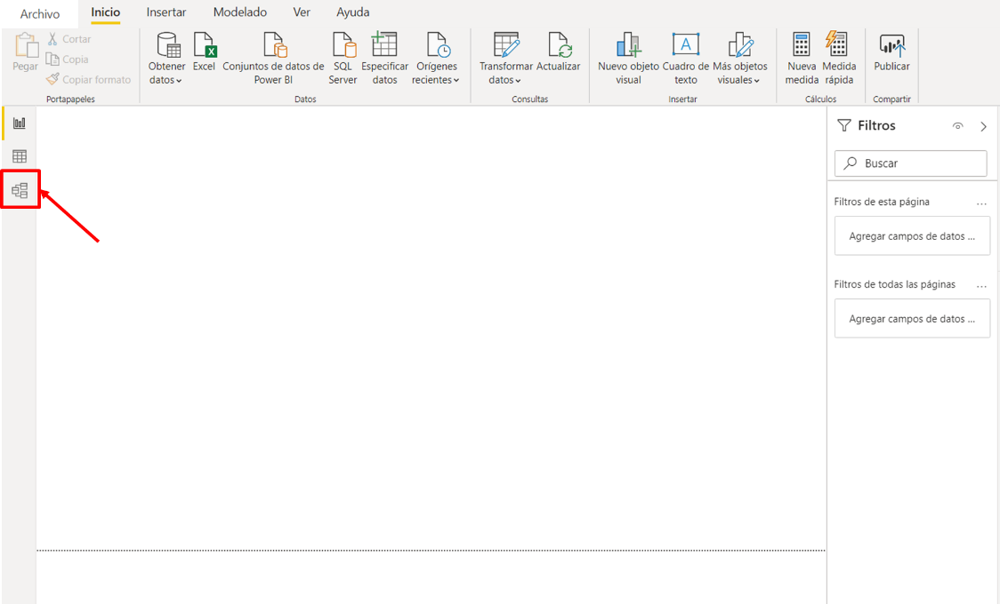 Archivo
Inicio
Insertar
Modelado
Ver
Ayuda
Pegar
Cortar
Copia
Copiar formato
Portapapeles
Obtener
datos
Excel
Conjuntos de datos de
Power BI
SQL
Server
Especificar
datos
Orígenes
recientes
Datos
Transformar
datos
Actualizar
Consultas
Nuevo objeto
visual
A
Cuadro de
texto
Más objetos
visuales
Insertar
Nueva
medida
Medida
rápida
Cálculos
Publicar
Compartir
Filtros
Buscar
Filtros de esta página
...
Agregar campos de datos ...
Filtros de todas las páginas
...
Agregar campos de datos ...